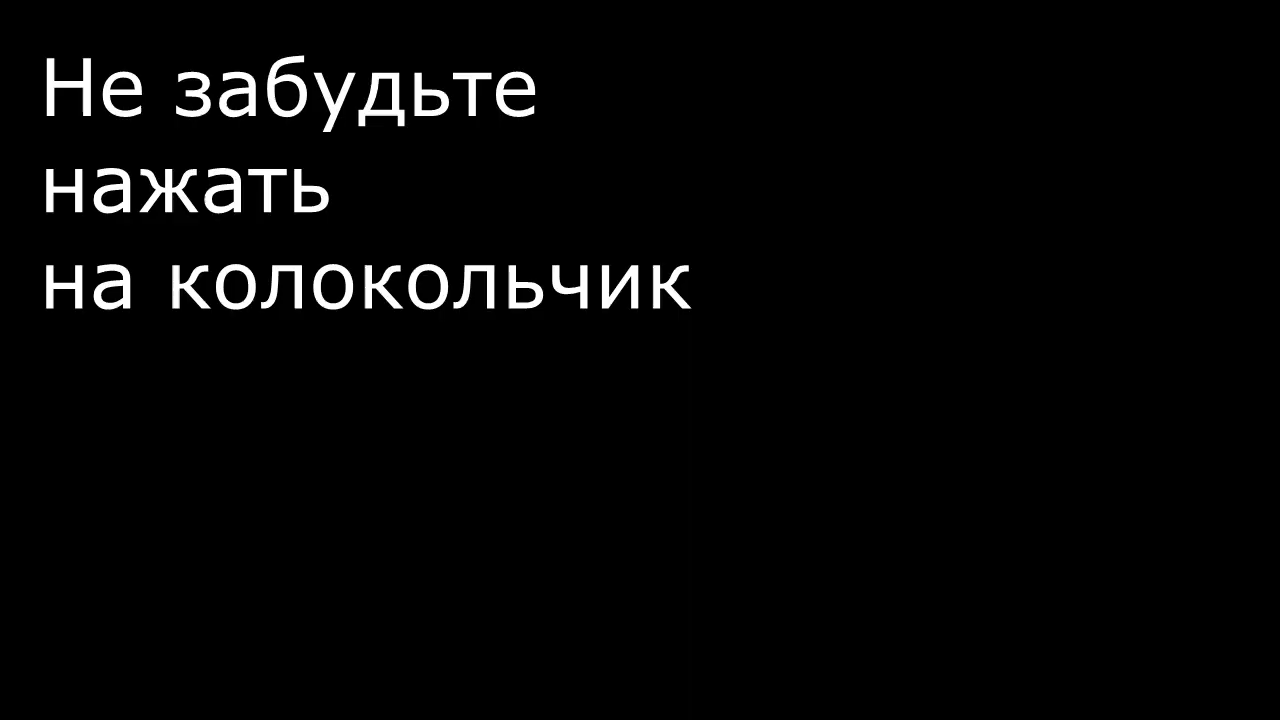 Не забудьте
нажать
на колокольчик